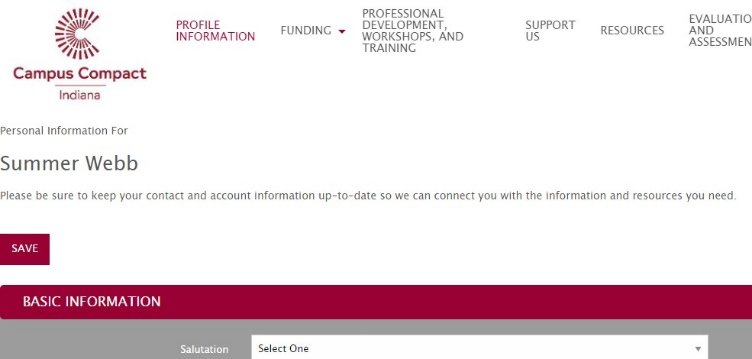 Campus Compact
Indiana
PROFILE
INFORMATION
FUNDING
PROFESSIONAL
DEVELOPMENT,
WORKSHOPS, AND
TRAINING
SUPPORT
US
RESOURCES
EVALUATIO
AND
ASSESSMEN
Personal Information For
Summer Webb
Please be sure to keep your contact and account information up-to-date so we can connect you with the information and resources you need.
SAVE
BASIC INFORMATION
Salutation Select One